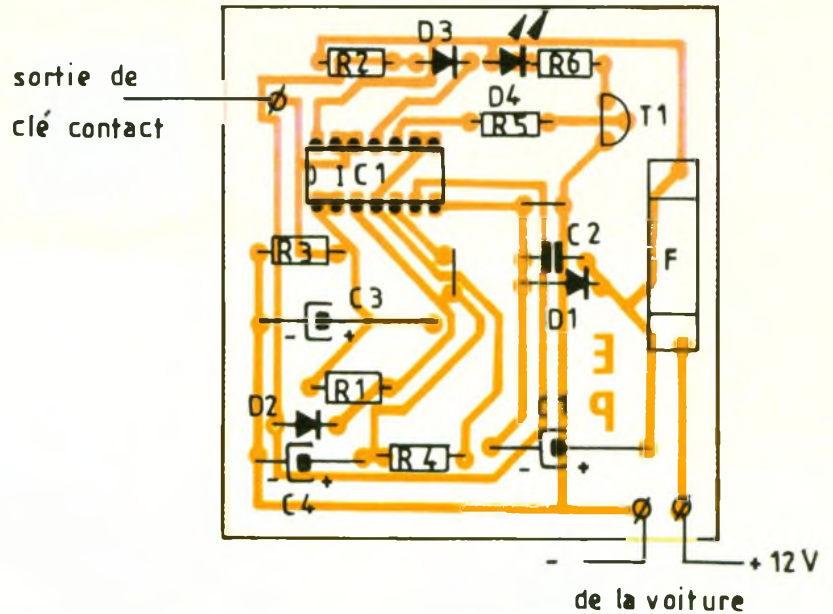 D3
R2
R6
sortie de
clé contact
D4
R5
T1
IC1
C2
R3
F
C3
D1
- +
E
R1
D2
P
R4
- +
- +
C4
-
+ 12 V
de la voiture